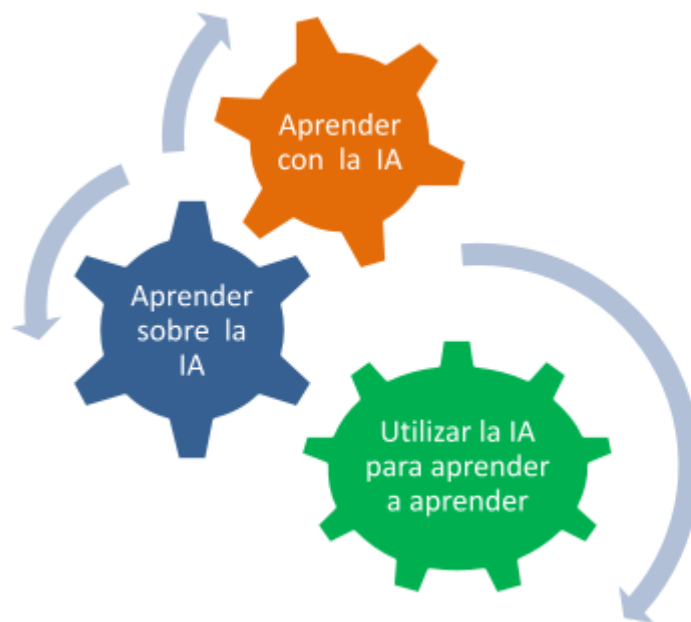 Aprender
con la IA
Aprender
sobre la
IA
Utilizar la IA
para aprender
a aprender